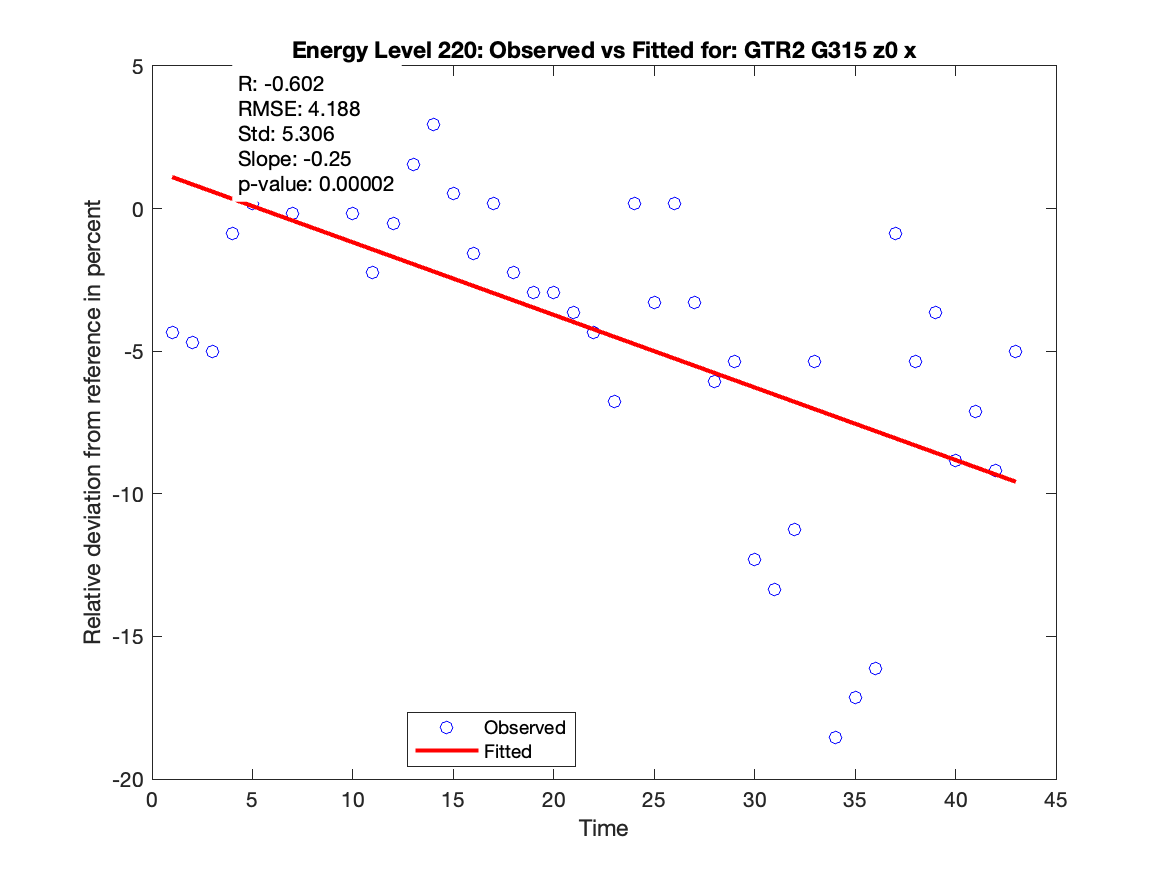 Energy Level 220: Observed vs Fitted for: GTR2 G315 z0 x
R: -0.602
RMSE: 4.188
Std: 5.306
Slope: -0.25
p-value: 0.00002
Relative deviation from reference in percent
5
0
-5
-10
-15
-20
Observed
Fitted
0 5 10 15 20 25 30 35 40 45
Time